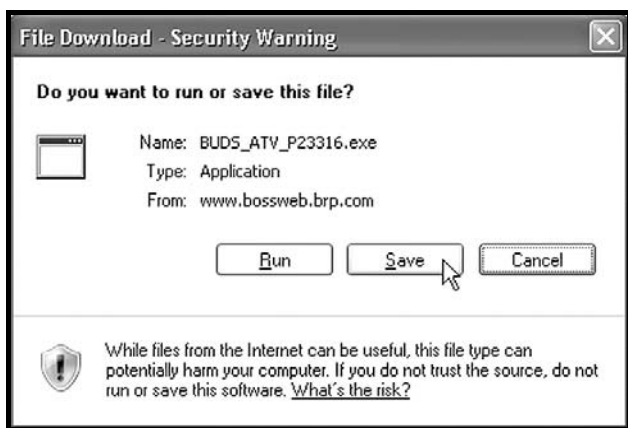 File Download - Security Warning
Do you want to run or save this file?
Name: BUDS_ATV_P23316.exe
Type: Application
From: www.bossweb.brp.com
Run Save Cancel
While files from the Internet can be useful, this file type can
potentially harm your computer. If you do not trust the source, do not
run or save this software. What's the risk?